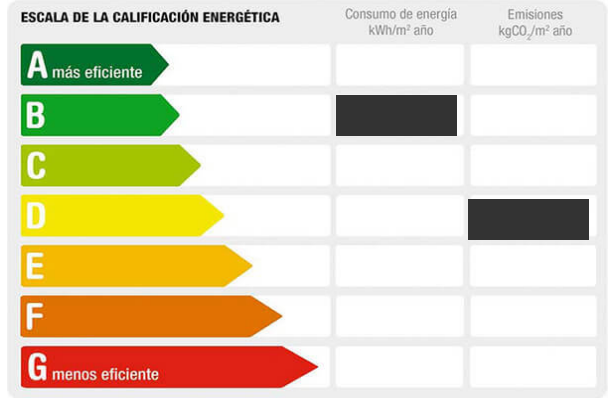 ESCALA DE LA CALIFICACIÓN ENERGÉTICA
Consumo de energía
kWh/m² año
Emisiones
kgCO₂/m² año
A más eficiente
B
C
D
E
F
G menos eficiente